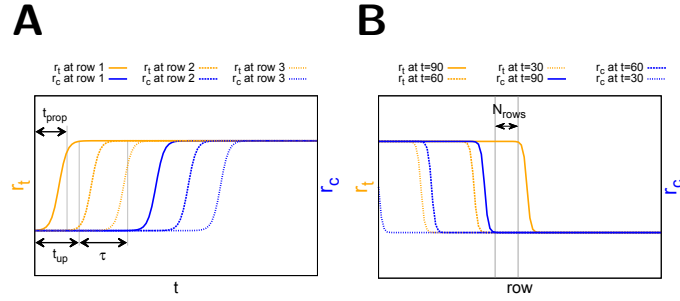 A
B
r_t at row 1
r_t at row 2
r_t at row 3
r_c at row 1
r_c at row 2
r_c at row 3
r_t at t=90
r_t at t=30
r_c at t=60
r_t at t=60
r_c at t=90
r_c at t=30
t_prop
N_rows
r_t
r_c
r_t
r_c
t_up
τ
t
row